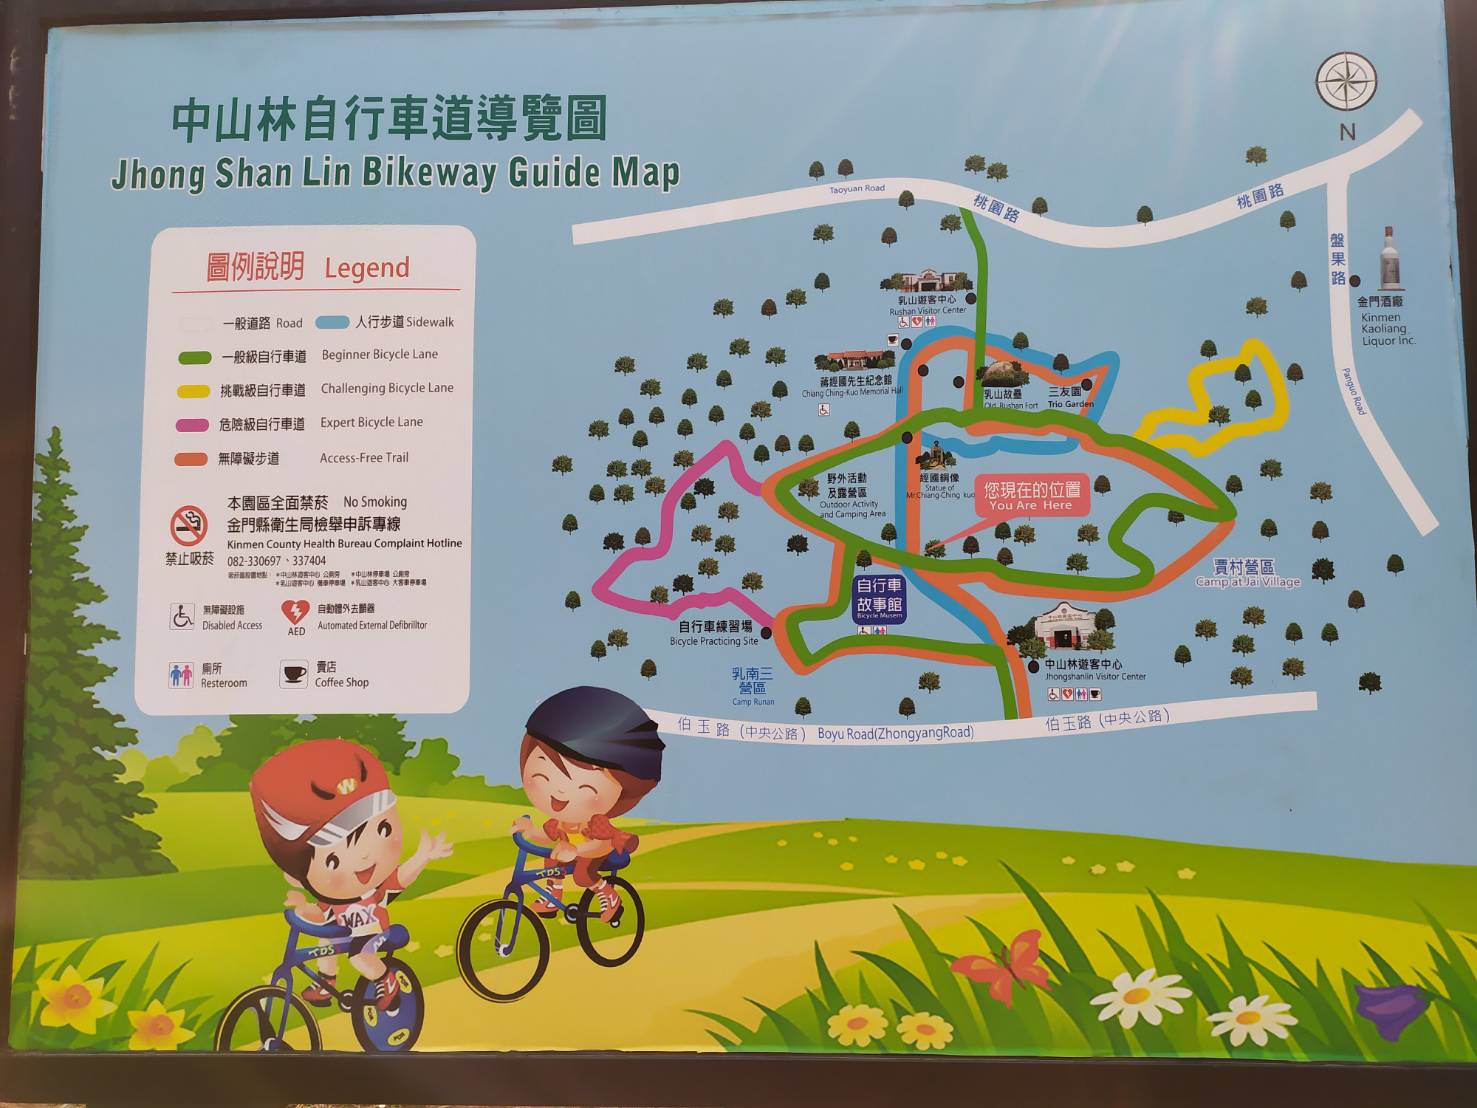 中山林自行車道導覽圖
Jhong Shan Lin Bikeway Guide Map
圖例說明 Legend
一般道路 Road
人行步道 Sidewalk
一般級自行車道 Beginner Bicycle Lane
挑戰級自行車道 Challenging Bicycle Lane
危險級自行車道 Expert Bicycle Lane
無障礙步道 Access-Free Trail
本園區全面禁菸 No Smoking
金門縣衛生局檢舉申訴專線
Kinmen County Health Bureau Complaint Hotline
禁止吸菸
082-330697、337404
無障礙設施
Disabled Access
AED
自動體外去顫器
Automated External Defibrilltor
廁所
Resteroom
賣店
Coffee Shop
N
Taoyuan Road
桃園路
桃園路
盤果路
Panguo Road
金門酒廠
Kinmen
Kaoliang
Liquor Inc.
乳山遊客中心
Rushan Visitor Center
蔣經國先生紀念館
Chiang Ching-Kuo Memorial Hall
乳山故壘
Old Rushan Fort
三友園
Trio Garden
野外活動
及露營區
Outdoor Activity
and Camping Area
經國銅像
Statue of
Mr.Chiang-Ching kuo
您現在的位置
You Are Here
賈村營區
Camp at Jai Village
自行車
故事館
Bicycle Musem
自行車練習場
Bicycle Practicing Site
中山林遊客中心
Jhongshanlin Visitor Center
乳南三
營區
Camp Runan
伯玉路 (中央公路) Boyu Road(ZhongyangRoad)
伯玉路 (中央公路)
W
WAX
TDS
TDS